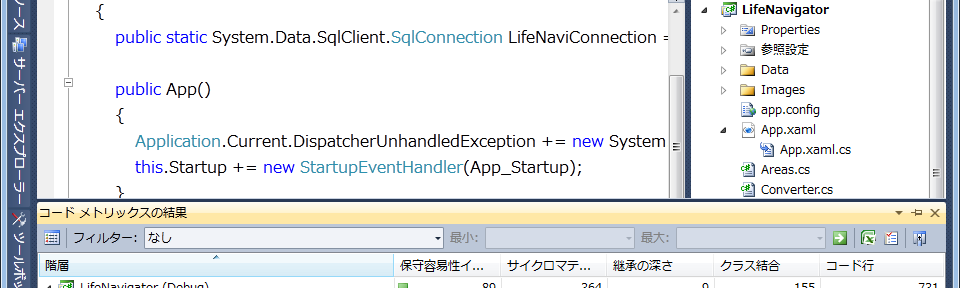 ソース
サーバー エクスプローラー
ツールボッ
{
public static System.Data.SqlClient.SqlConnection LifeNaviConnection =
public App()
{
Application.Current.DispatcherUnhandledException += new System
this.Startup += new StartupEventHandler(App_Startup);
}
LifeNavigator
Properties
参照設定
Data
Images
app.config
App.xaml
App.xaml.cs
Areas.cs
Converter.cs
コード メトリックスの結果
フィルター: なし 最小: 最大:
階層 保守容易性イ... サイクロマテ... 継承の深さ クラス結合 コード行
LifeNavigator (Debug) 89 264 9 155 731